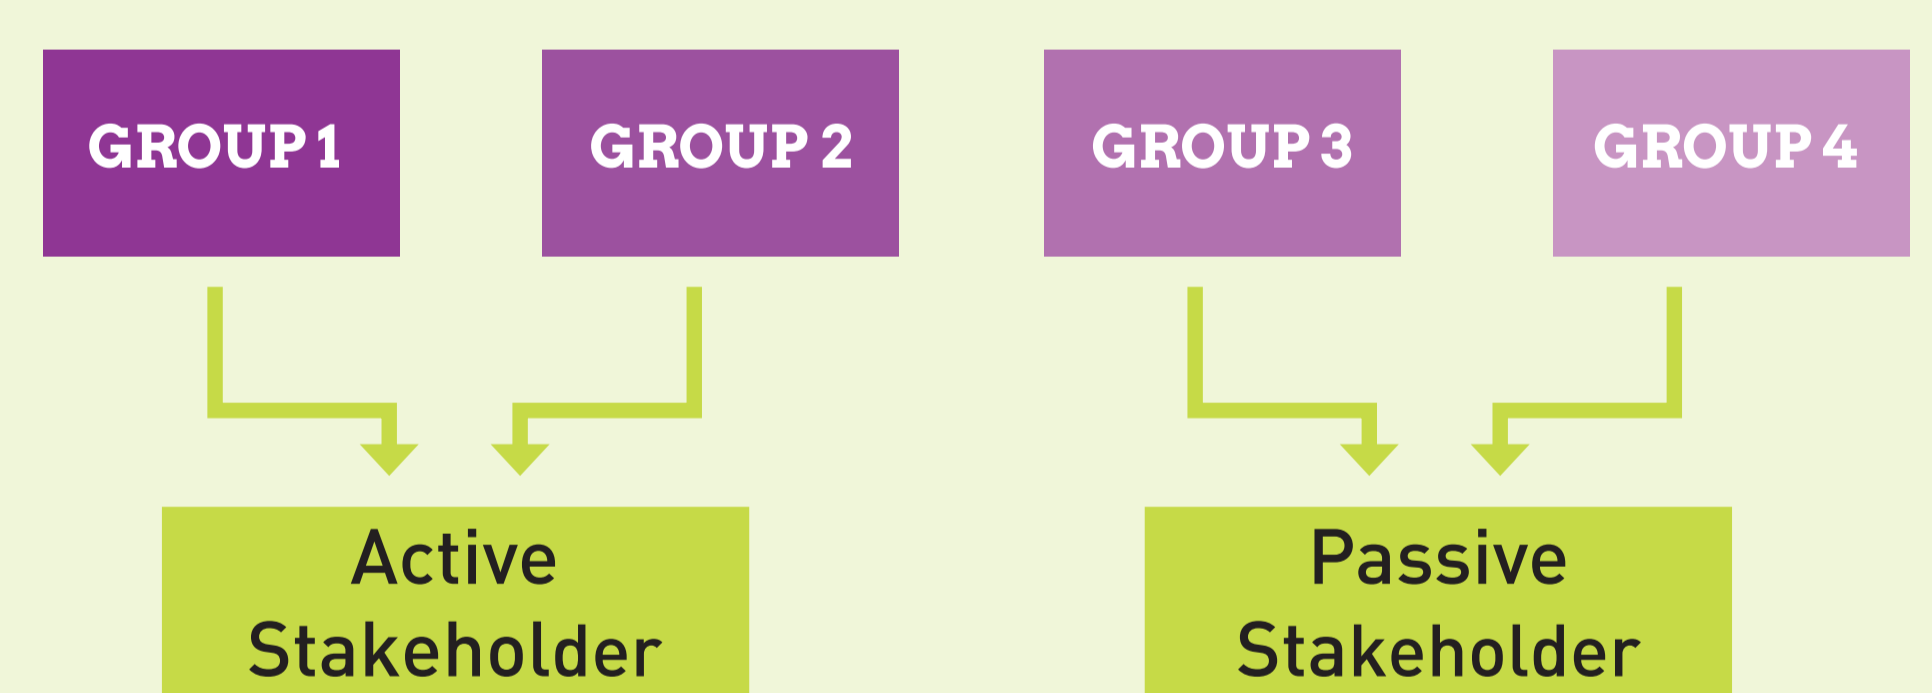 GROUP 1
GROUP 2
GROUP 3
GROUP 4
Active
Stakeholder
Passive
Stakeholder